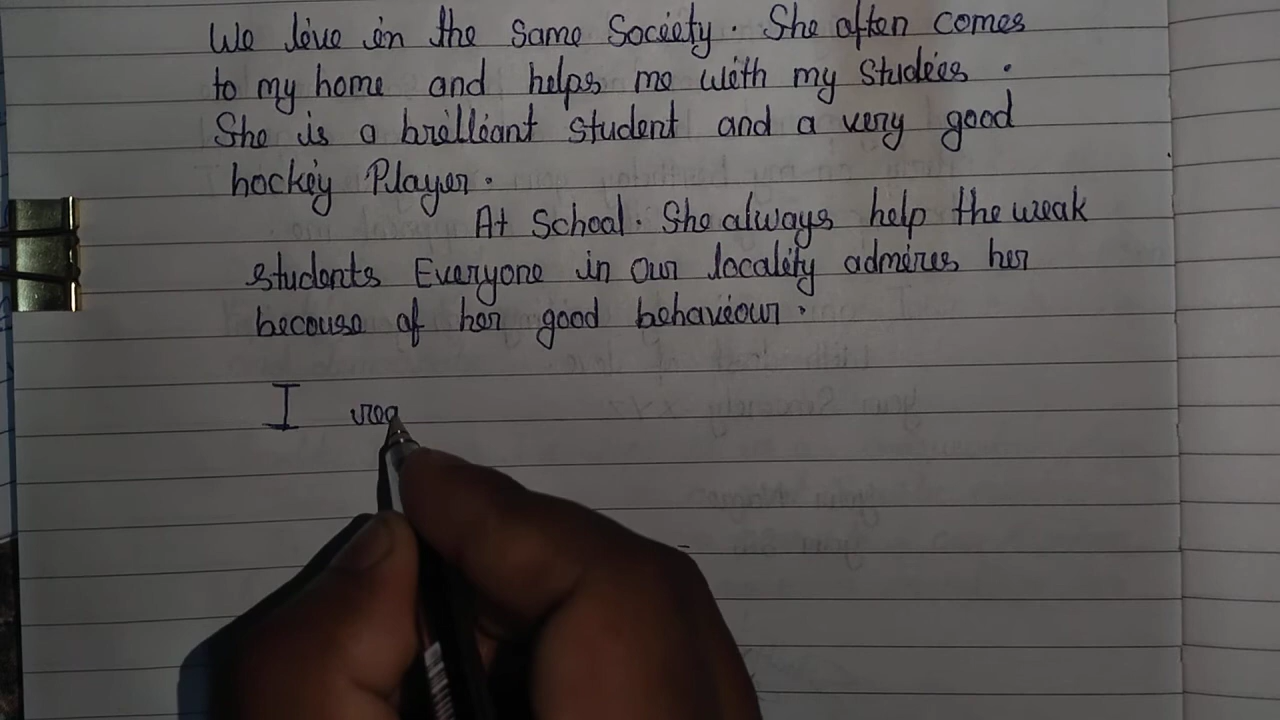 We live in the same Society. She often comes
to my home and helps me with my Studies.
She is a brilliant student and a very good
hockey Player.
At School. She always help the weak
students Everyone in our locality admires her
because of her good behaviour.
I